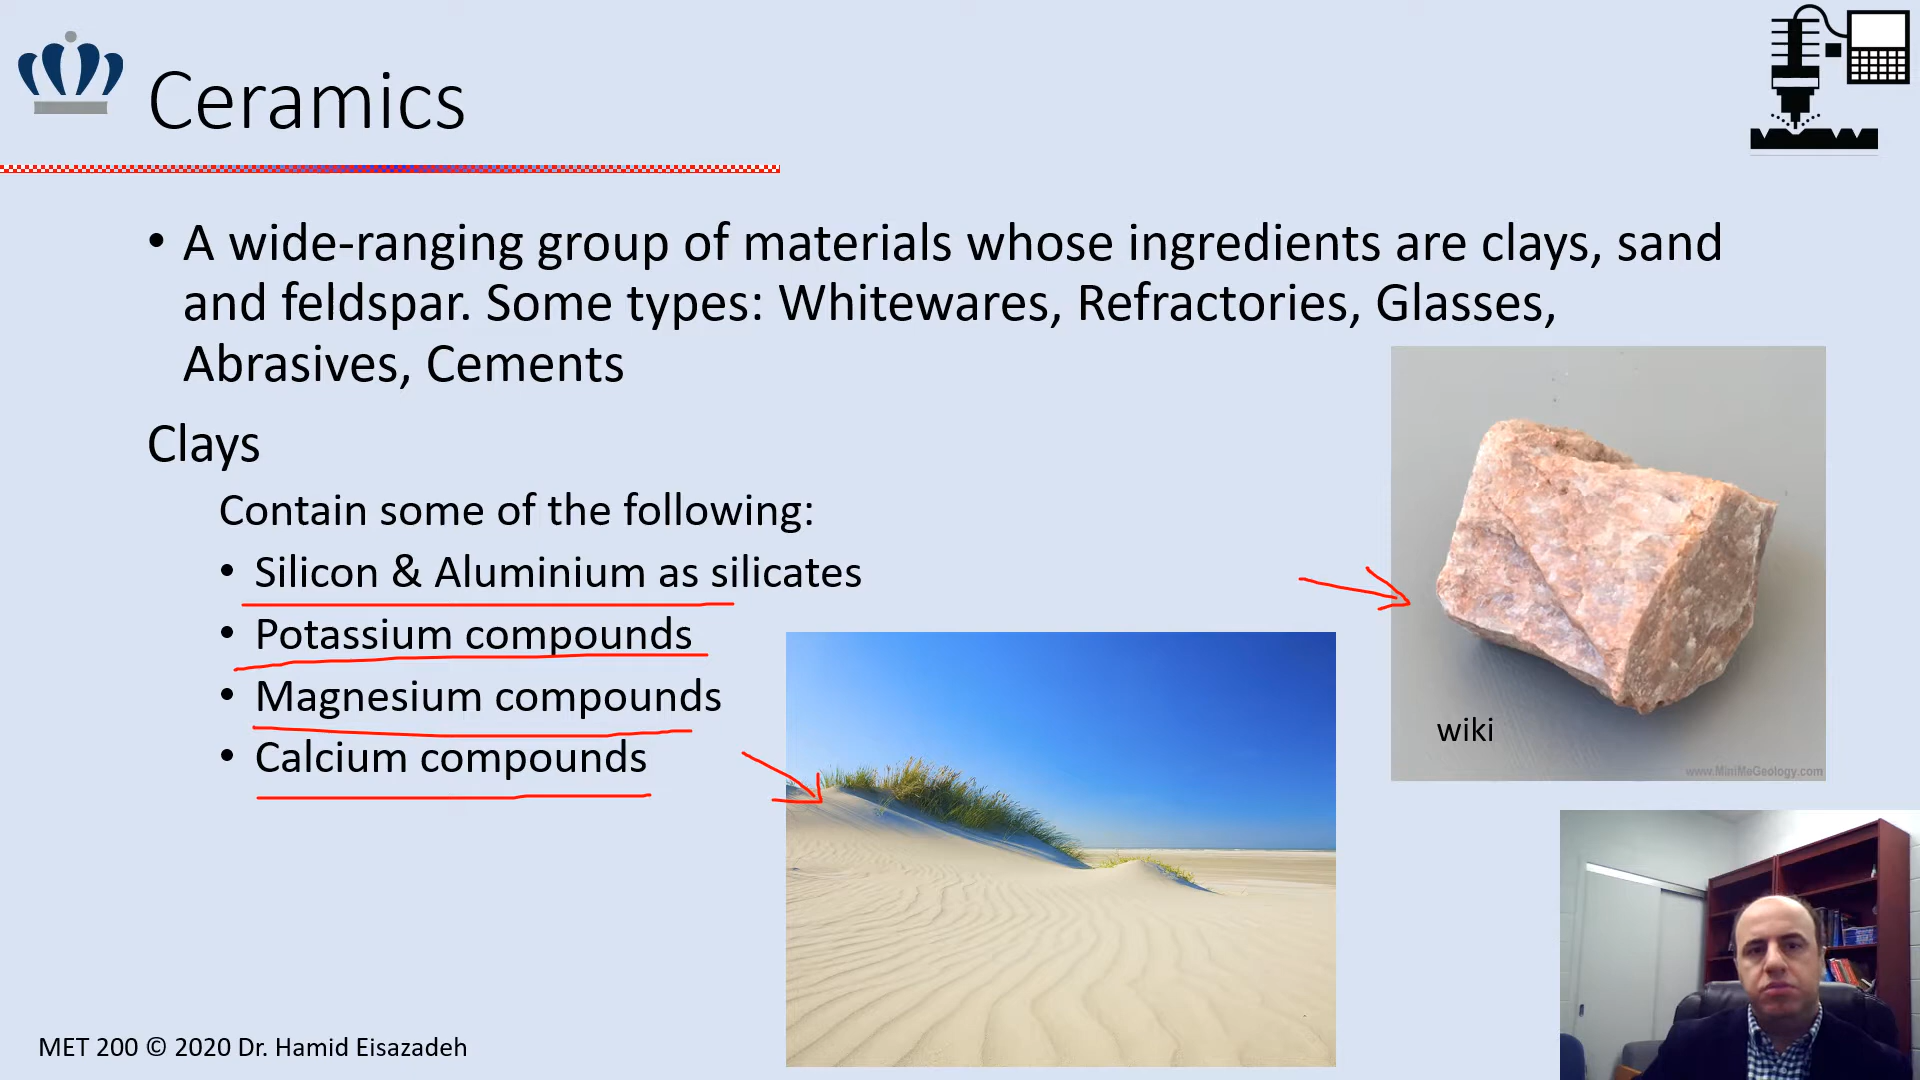 Ceramics
• A wide-ranging group of materials whose ingredients are clays, sand
and feldspar. Some types: Whitewares, Refractories, Glasses,
Abrasives, Cements
Clays
Contain some of the following:
• Silicon & Aluminium as silicates
• Potassium compounds
• Magnesium compounds
• Calcium compounds
wiki
www.MiniMeGeology.com
MET 200 © 2020 Dr. Hamid Eisazadeh